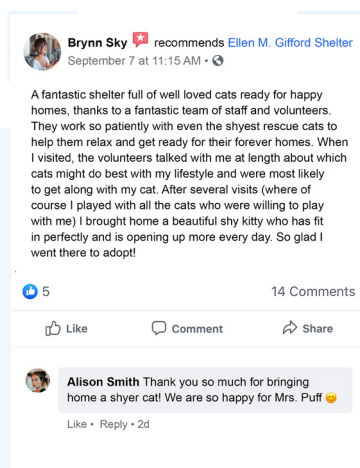 Brynn Sky recommends Ellen M. Gifford Shelter
September 7 at 11:15 AM •
A fantastic shelter full of well loved cats ready for happy
homes, thanks to a fantastic team of staff and volunteers.
They work so patiently with even the shyest rescue cats to
help them relax and get ready for their forever homes. When
I visited, the volunteers talked with me at length about which
cats might do best with my lifestyle and were most likely
to get along with my cat. After several visits (where of
course I played with all the cats who were willing to play
with me) I brought home a beautiful shy kitty who has fit
in perfectly and is opening up more every day. So glad I
went there to adopt!
5 14 Comments
Like Comment Share
Alison Smith Thank you so much for bringing
home a shyer cat! We are so happy for Mrs. Puff 😊
Like • Reply • 2d